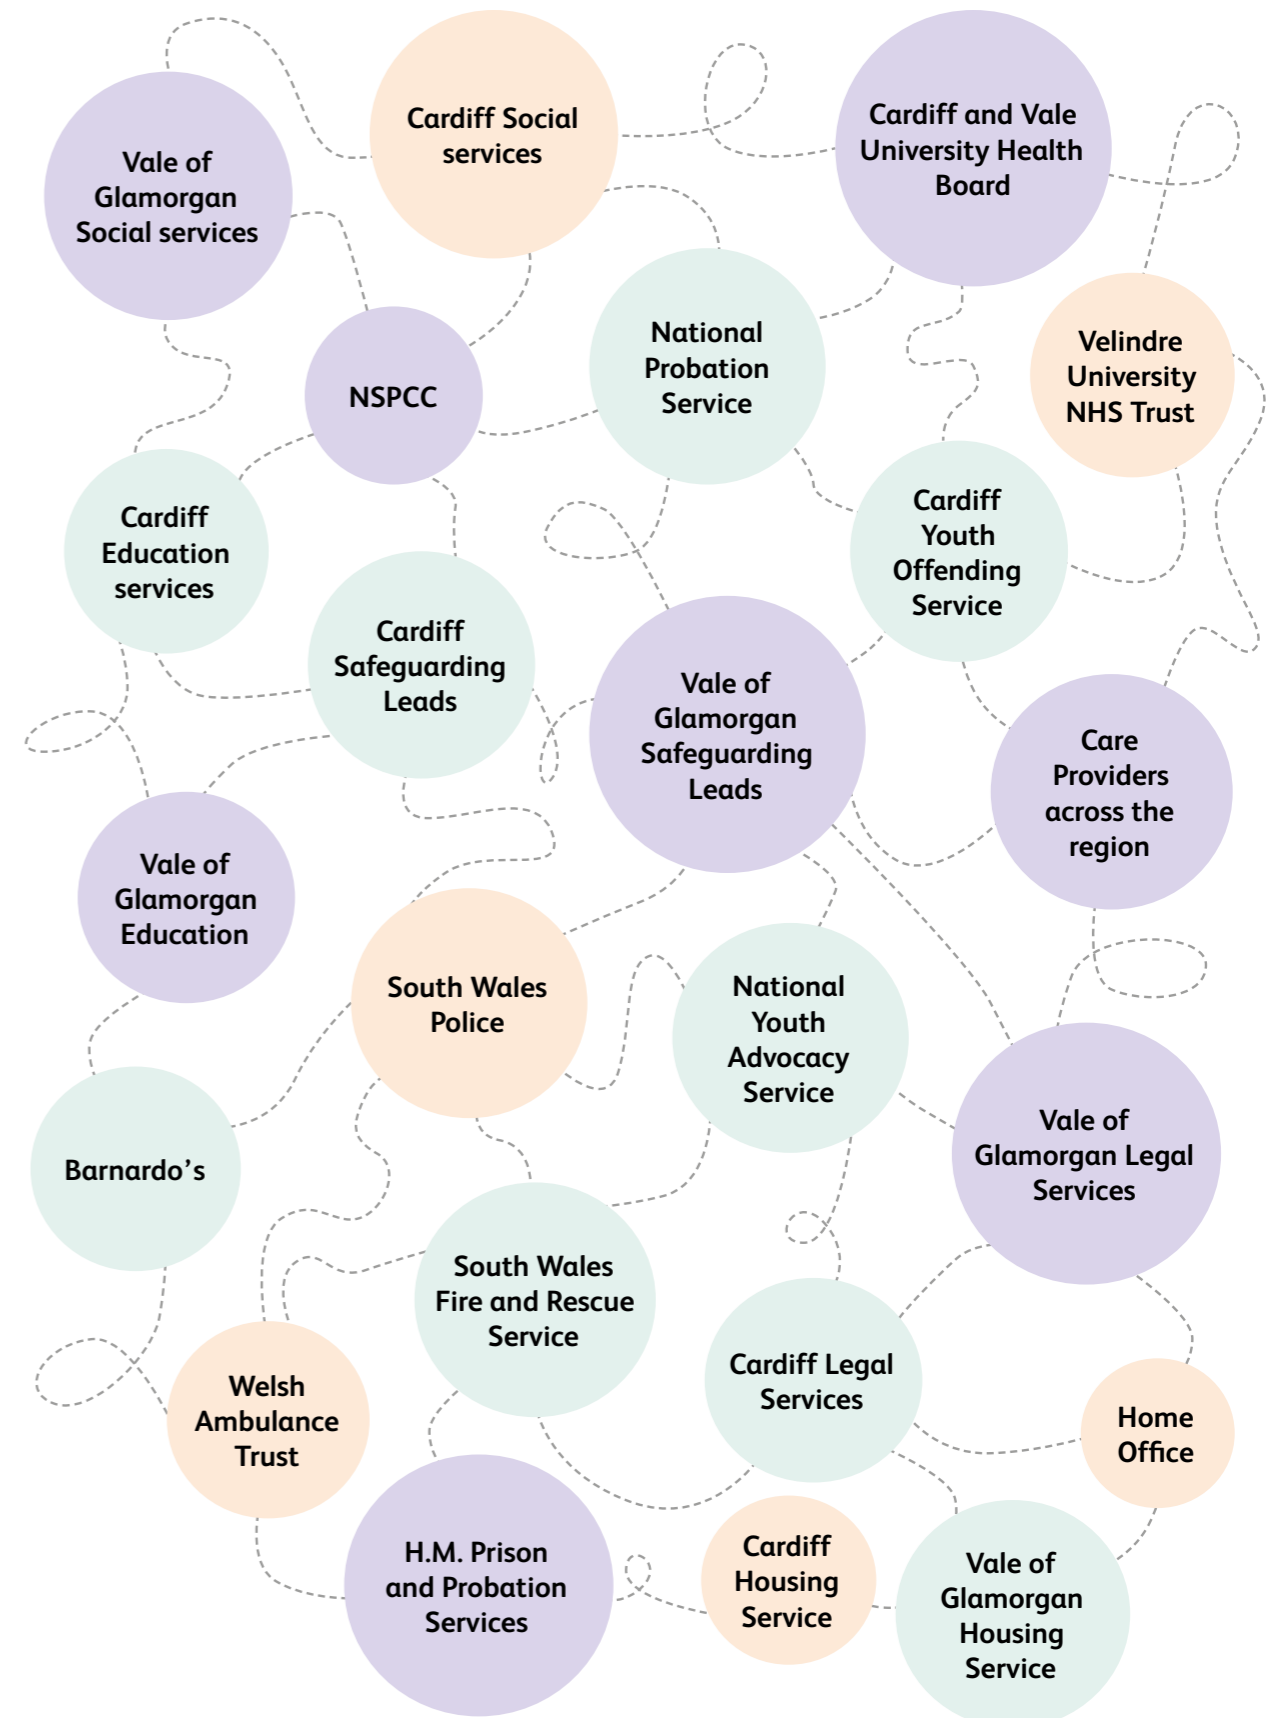 Cardiff Social
services
Cardiff and Vale
University Health
Board
Vale of
Glamorgan
Social services
National
Probation
Service
Velindre
University
NHS Trust
NSPCC
Cardiff
Education
services
Cardiff
Youth
Offending
Service
Cardiff
Safeguarding
Leads
Vale of
Glamorgan
Safeguarding
Leads
Care
Providers
across the
region
Vale of
Glamorgan
Education
South Wales
Police
National
Youth
Advocacy
Service
Vale of
Glamorgan Legal
Services
Barnardo’s
South Wales
Fire and Rescue
Service
Cardiff Legal
Services
Welsh
Ambulance
Trust
Home
Office
H.M. Prison
and Probation
Services
Cardiff
Housing
Service
Vale of
Glamorgan
Housing
Service